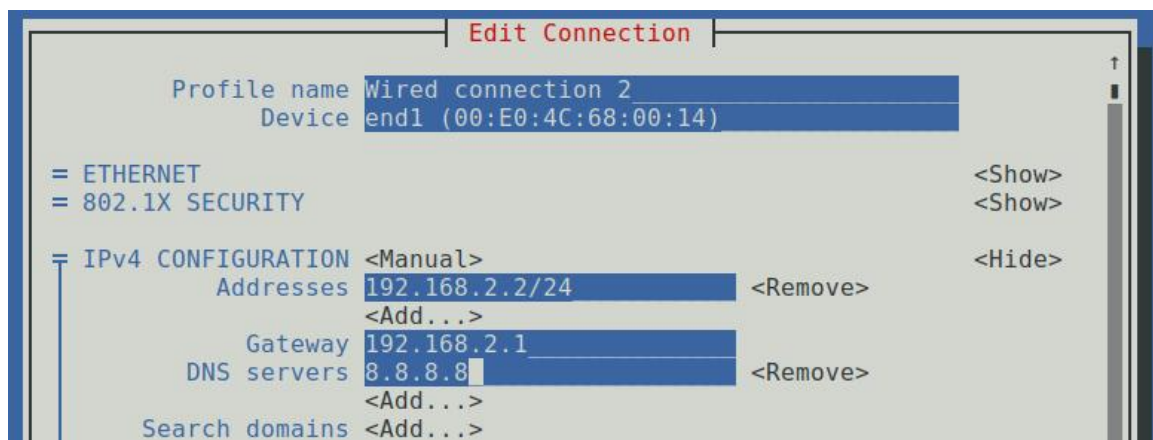 Edit Connection
Profile name Wired connection 2
Device end1 (00:E0:4C:68:00:14)
= ETHERNET <Show>
= 802.1X SECURITY <Show>
IPv4 CONFIGURATION <Manual> <Hide>
Addresses 192.168.2.2/24 <Remove>
<Add...>
Gateway 192.168.2.1
DNS servers 8.8.8.8 <Remove>
<Add...>
Search domains <Add...>